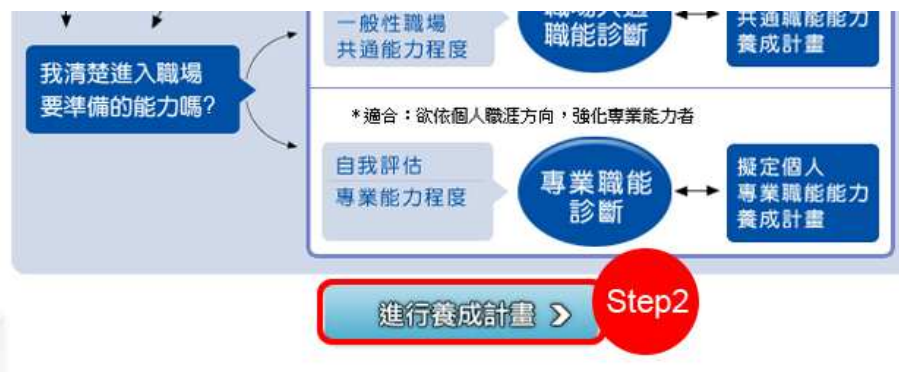 一般性職場
共通能力程度
職能診斷
共通職能能力
養成計畫
我清楚進入職場
要準備的能力嗎?
*適合：欲依個人職涯方向，強化專業能力者
自我評估
專業能力程度
專業職能
診斷
擬定個人
專業職能能力
養成計畫
進行養成計畫
Step2